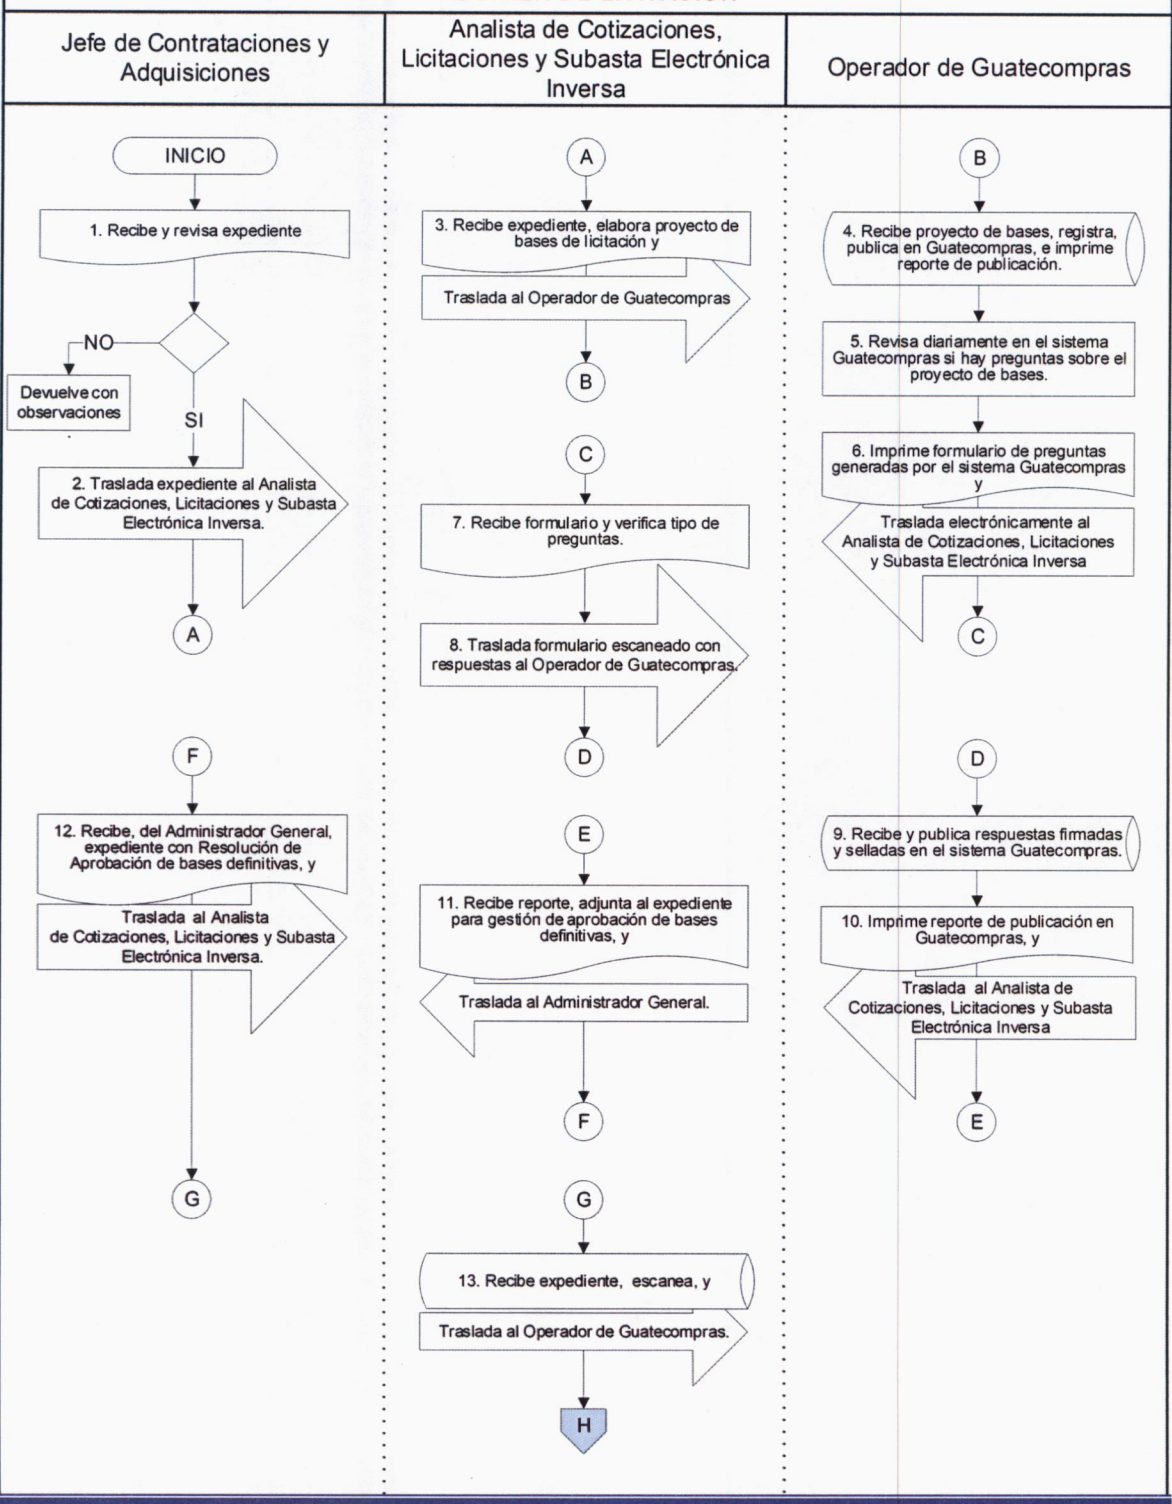 Jefe de Contrataciones y
Adquisiciones
Analista de Cotizaciones,
Licitaciones y Subasta Electrónica
Inversa
Operador de Guatecompras
INICIO
1. Recibe y revisa expediente
NO
Devuelve con
observaciones
SI
2. Traslada expediente al Analista
de Cotizaciones, Licitaciones y Subasta
Electrónica Inversa.
A
F
12. Recibe, del Administrador General,
expediente con Resolución de
Aprobación de bases definitivas, y
Traslada al Analista
de Cotizaciones, Licitaciones y Subasta
Electrónica Inversa.
G
A
3. Recibe expediente, elabora proyecto de
bases de licitación y
Traslada al Operador de Guatecompras
B
C
7. Recibe formulario y verifica tipo de
preguntas.
8. Traslada formulario escaneado con
respuestas al Operador de Guatecompras.
D
E
11. Recibe reporte, adjunta al expediente
para gestión de aprobación de bases
definitivas, y
Traslada al Administrador General.
F
G
13. Recibe expediente, escanea, y
Traslada al Operador de Guatecompras.
H
B
4. Recibe proyecto de bases, registra,
publica en Guatecompras, e imprime
reporte de publicación.
5. Revisa diariamente en el sistema
Guatecompras si hay preguntas sobre el
proyecto de bases.
6. Imprime formulario de preguntas
generadas por el sistema Guatecompras
y
Traslada electrónicamente al
Analista de Cotizaciones, Licitaciones
y Subasta Electrónica Inversa
C
D
9. Recibe y publica respuestas firmadas
y selladas en el sistema Guatecompras.
10. Imprime reporte de publicación en
Guatecompras, y
Traslada al Analista de
Cotizaciones, Licitaciones y Subasta
Electrónica Inversa
E